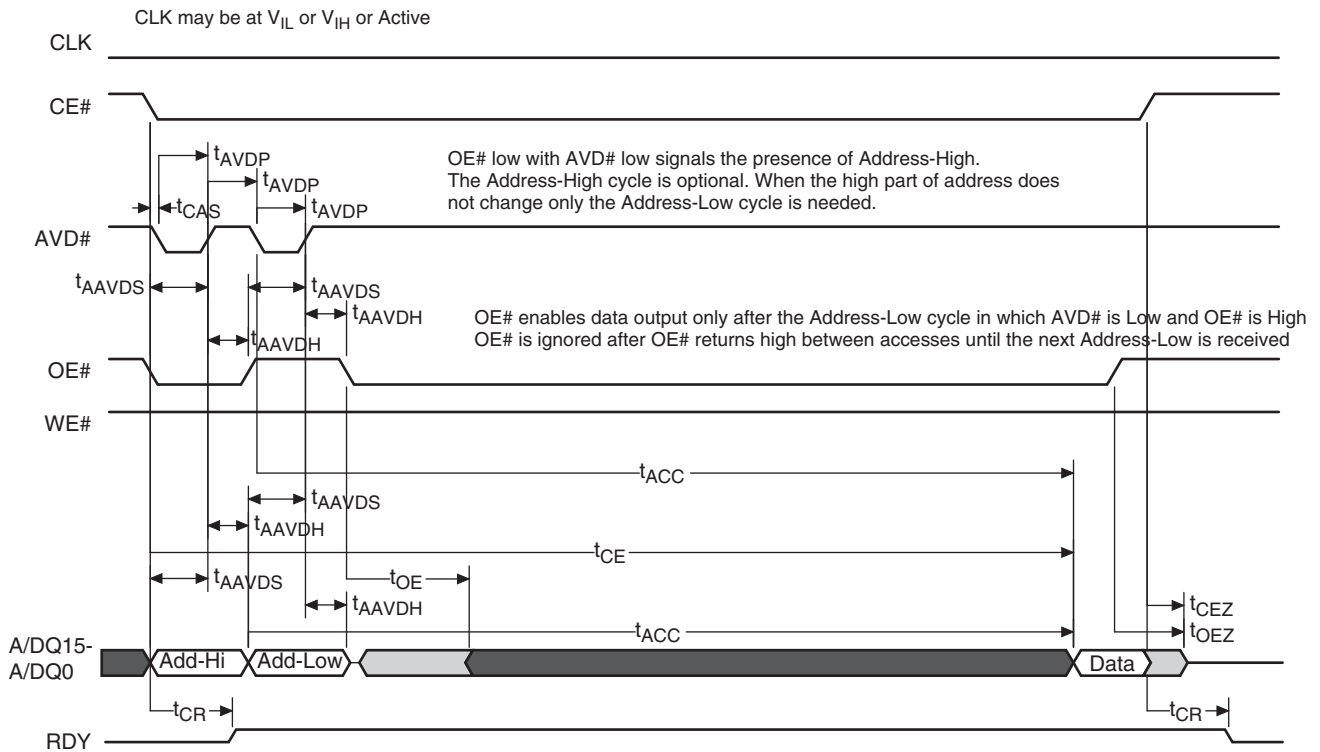 CLK may be at VIL or VIH or Active
CLK
CE#
tAVDP
OE# low with AVD# low signals the presence of Address-High.
tAVDP
The Address-High cycle is optional. When the high part of address does
tCAS
tAVDP
not change only the Address-Low cycle is needed.
AVD#
tAAVDS
tAAVDS
tAAVDH
OE# enables data output only after the Address-Low cycle in which AVD# is Low and OE# is High
tAAVDH
OE# is ignored after OE# returns high between accesses until the next Address-Low is received
OE#
WE#
tACC
tAAVDS
tAAVDH
tCE
tAAVDS
tOE
tAAVDH
tCEZ
tACC
tOEZ
A/DQ15-
A/DQ0
Add-Hi
Add-Low
Data
tCR
tCR
RDY